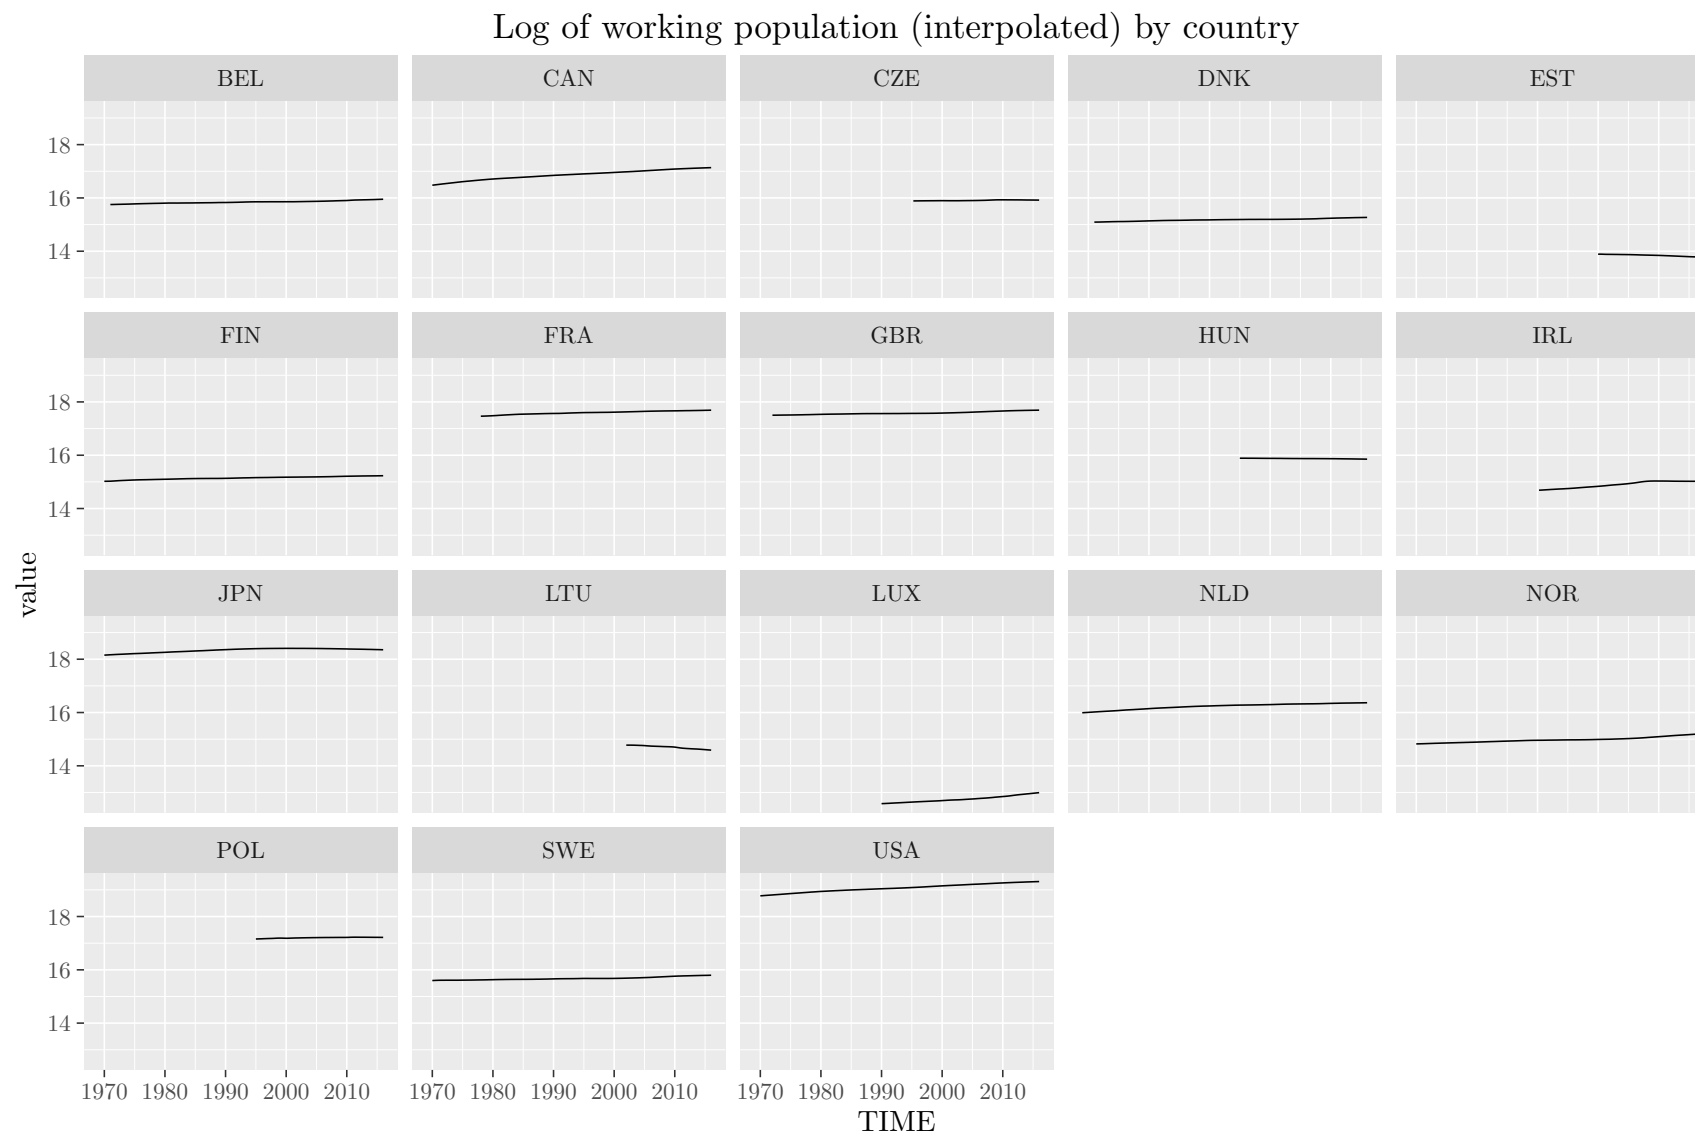 Log of working population (interpolated) by country
BEL CAN CZE DNK EST
18
16
14
FIN FRA GBR HUN IRL
18
16
14
value
JPN LTU LUX NLD NOR
18
16
14
POL SWE USA
18
16
14
1970 1980 1990 2000 2010 1970 1980 1990 2000 2010 1970 1980 1990 2000 2010
TIME